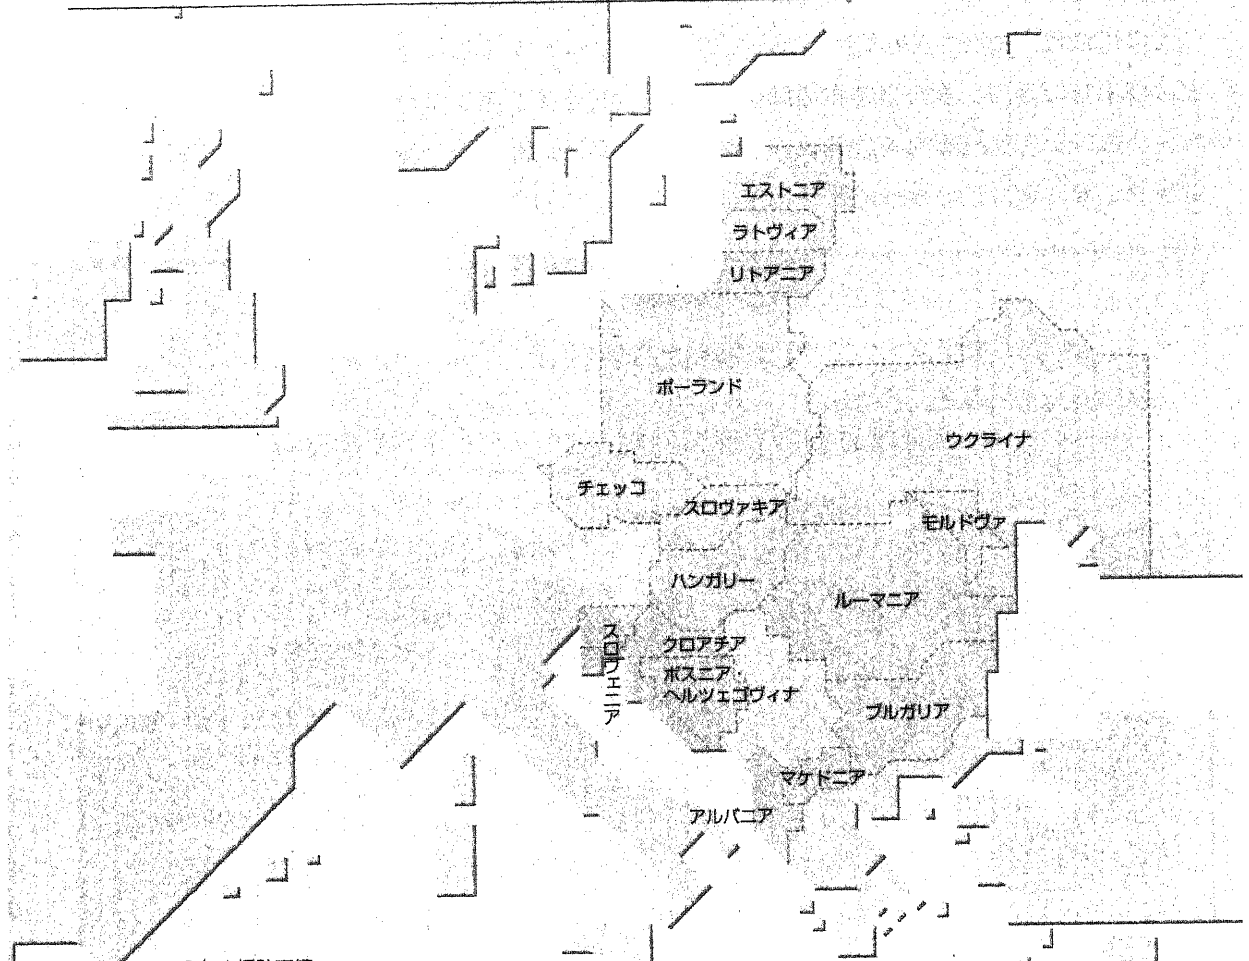 エストニア
ラトヴィア
リトアニア
ポーランド
ウクライナ
チェッコ
スロヴァキア
モルドヴァ
ハンガリー
ルーマニア
スロヴェニア
クロアチア
ボスニア・
ヘルツェゴヴィナ
ブルガリア
マケドニア
アルバニア